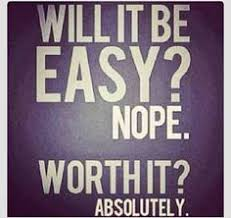 WILL IT BE
EASY?
NOPE.
WORTH IT?
ABSOLUTELY.